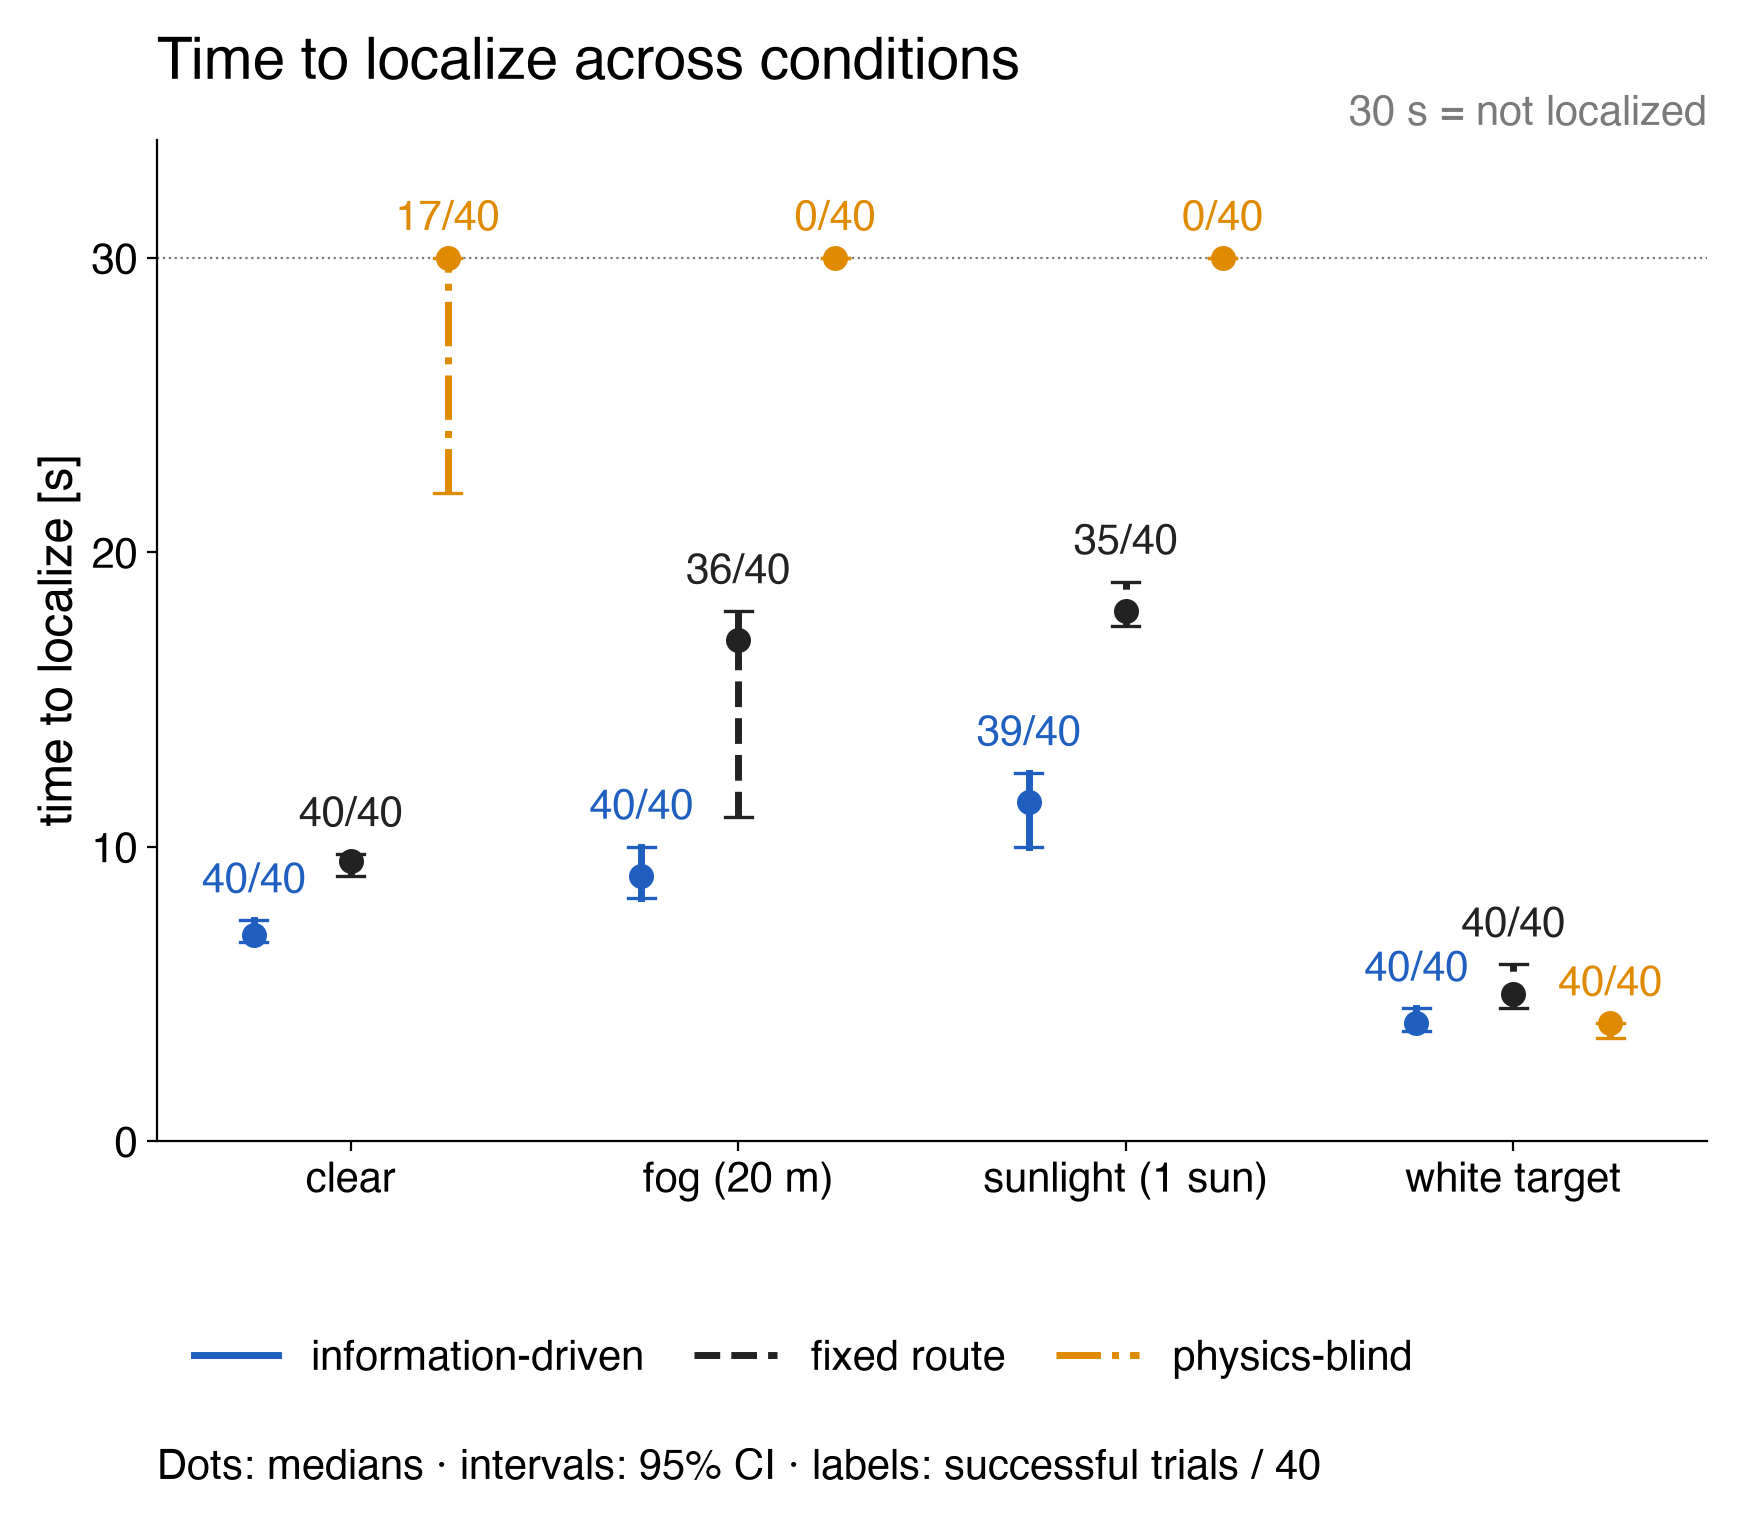 Time to localize across conditions
30 s = not localized
time to localize [s]
30
20
10
0
17/40
0/40
0/40
36/40
35/40
39/40
40/40
40/40
40/40
40/40
40/40
40/40
clear
fog (20 m)
sunlight (1 sun)
white target
information-driven
fixed route
physics-blind
Dots: medians · intervals: 95% CI · labels: successful trials / 40